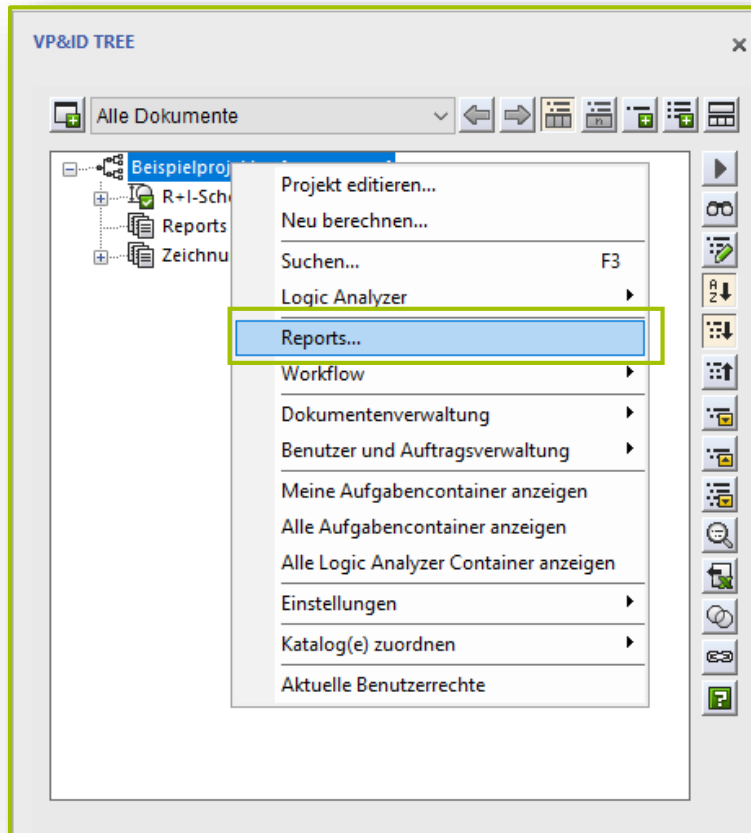 VP&ID TREE
Alle Dokumente
Beispielproj
R+I-Sch
Reports
Zeichnu
Projekt editieren...
Neu berechnen...
Suchen... F3
Logic Analyzer
Reports...
Workflow
Dokumentenverwaltung
Benutzer und Auftragsverwaltung
Meine Aufgabencontainer anzeigen
Alle Aufgabencontainer anzeigen
Alle Logic Analyzer Container anzeigen
Einstellungen
Katalog(e) zuordnen
Aktuelle Benutzerrechte